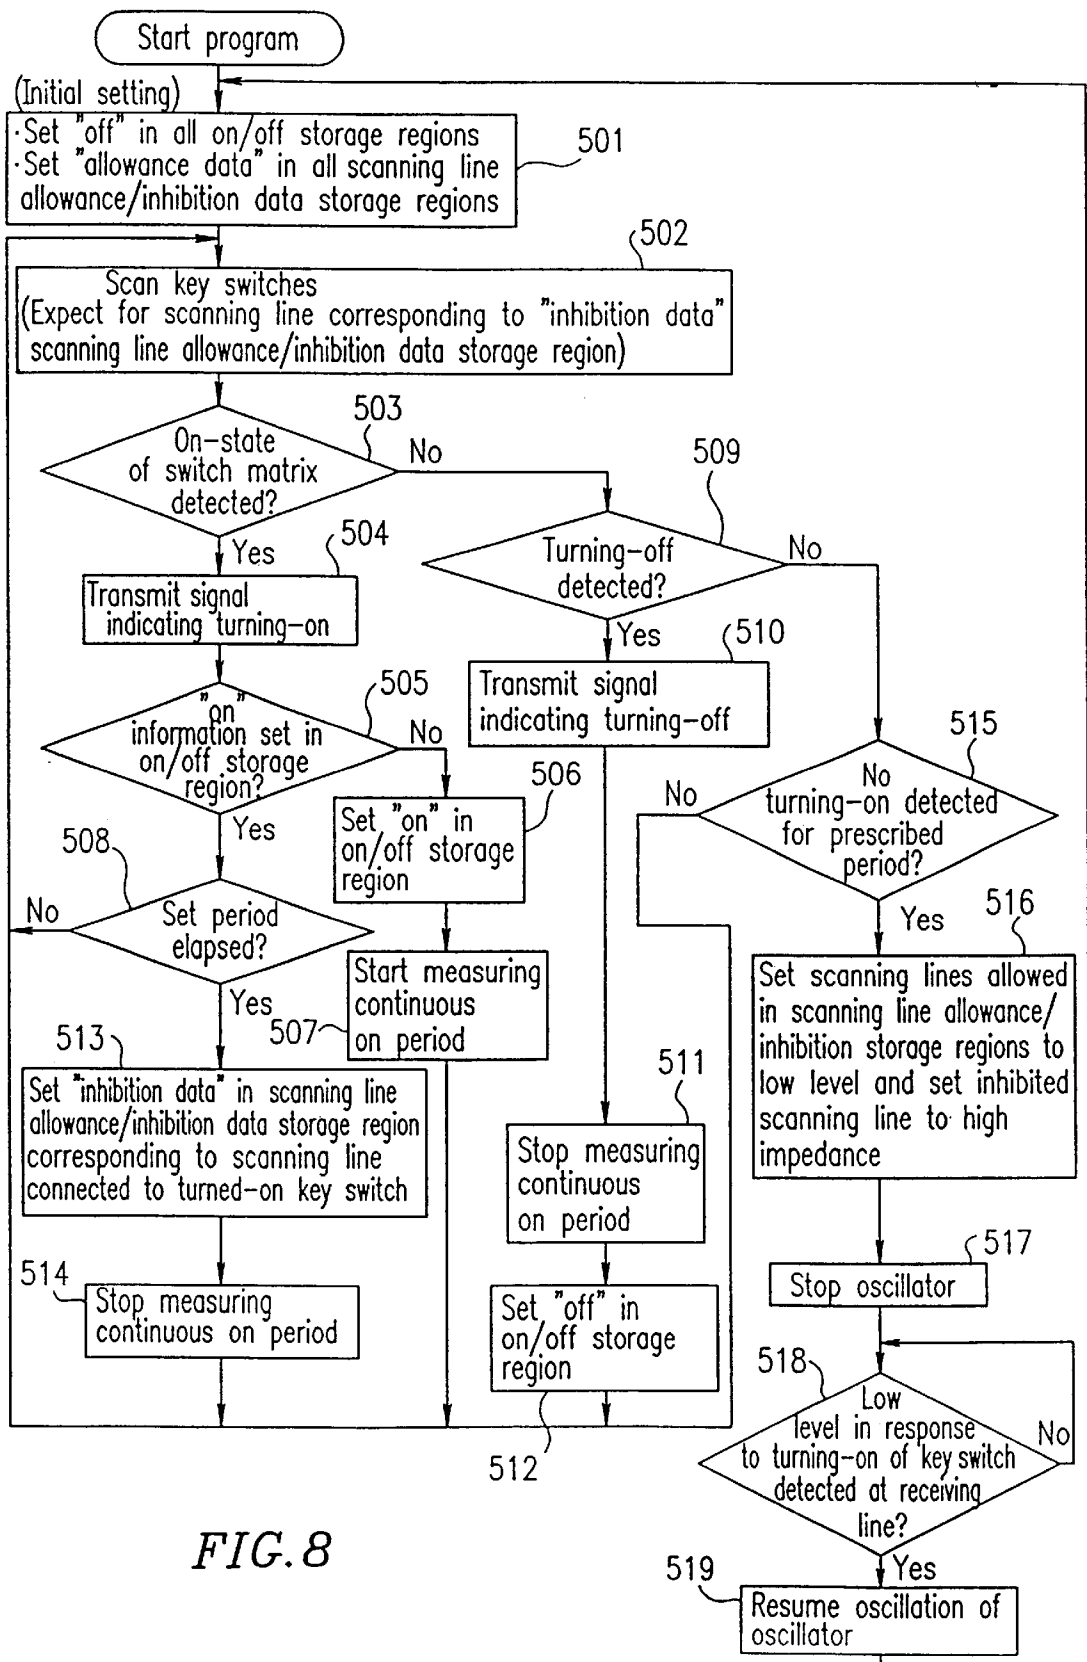 Start program
(Initial setting)
·Set "off" in all on/off storage regions
·Set "allowance data" in all scanning line
allowance/inhibition data storage regions
501
502
Scan key switches
(Expect for scanning line corresponding to "inhibition data"
scanning line allowance/inhibition data storage region)
503
On-state
of switch matrix
detected?
No
Yes
504
Transmit signal
indicating turning-on
505
"on"
information set in
on/off storage
region?
No
Yes
506
Set "on" in
on/off storage
region
507
Start measuring
continuous
on period
508
Set period
elapsed?
No
Yes
513
Set "inhibition data" in scanning line
allowance/inhibition data storage region
corresponding to scanning line
connected to turned-on key switch
514
Stop measuring
continuous on period
509
Turning-off
detected?
No
Yes
510
Transmit signal
indicating turning-off
511
Stop measuring
continuous
on period
Set "off" in
on/off storage
region
512
515
No
turning-on detected
for prescribed
period?
No
Yes
516
Set scanning lines allowed
in scanning line allowance/
inhibition storage regions to
low level and set inhibited
scanning line to high
impedance
517
Stop oscillator
518
Low
level in response
to turning-on of key switch
detected at receiving
line?
No
Yes
519
Resume oscillation of
oscillator
FIG.8